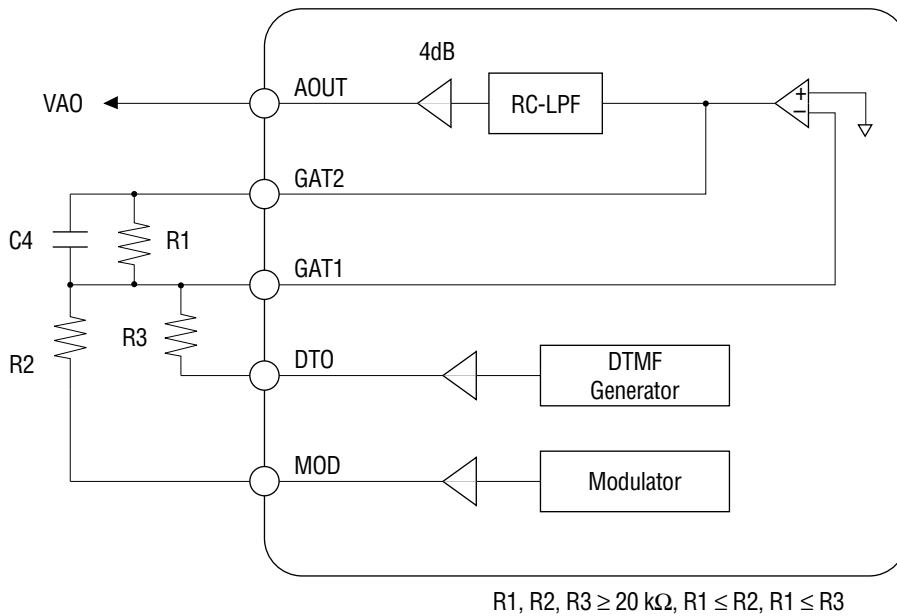 4dB
VAO
AOUT
RC-LPF
+
−
GAT2
C4
R1
GAT1
R2
R3
DTO
DTMF
Generator
MOD
Modulator
R1, R2, R3 ≥ 20 kΩ, R1 ≤ R2, R1 ≤ R3